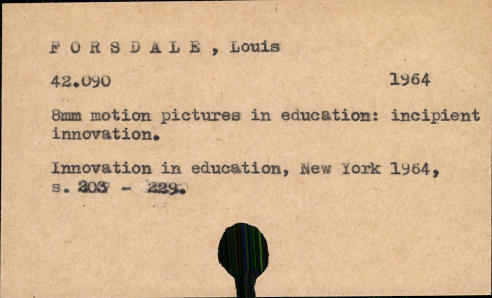 F O R S D A L E , Louis
42.090 1964
8mm motion pictures in education: incipient
innovation.
Innovation in education, New York 1964,
s. 203 - 229.